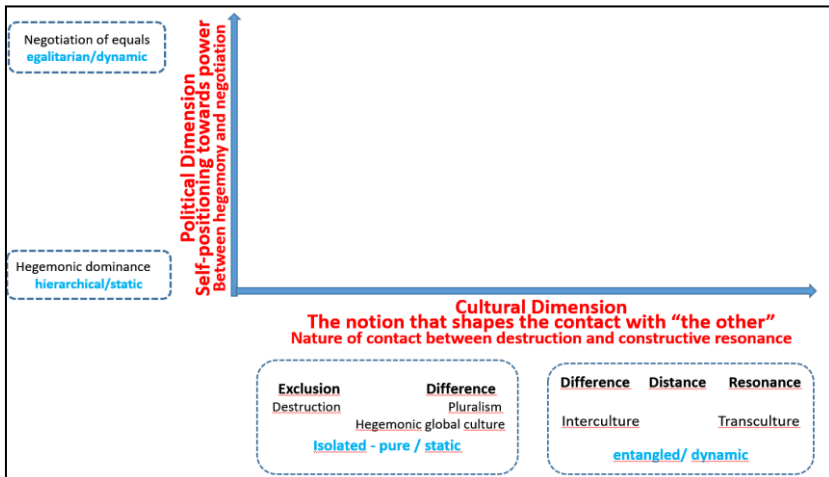 Negotiation of equals
egalitarian/dynamic
Hegemonic dominance
hierarchical/static
Political Dimension
Self-positioning towards power
Between hegemony and negotiation
Cultural Dimension
The notion that shapes the contact with “the other”
Nature of contact between destruction and constructive resonance
Exclusion Difference
Destruction Pluralism
Hegemonic global culture
Isolated - pure / static
Difference Distance Resonance
Interculture Transculture
entangled/ dynamic